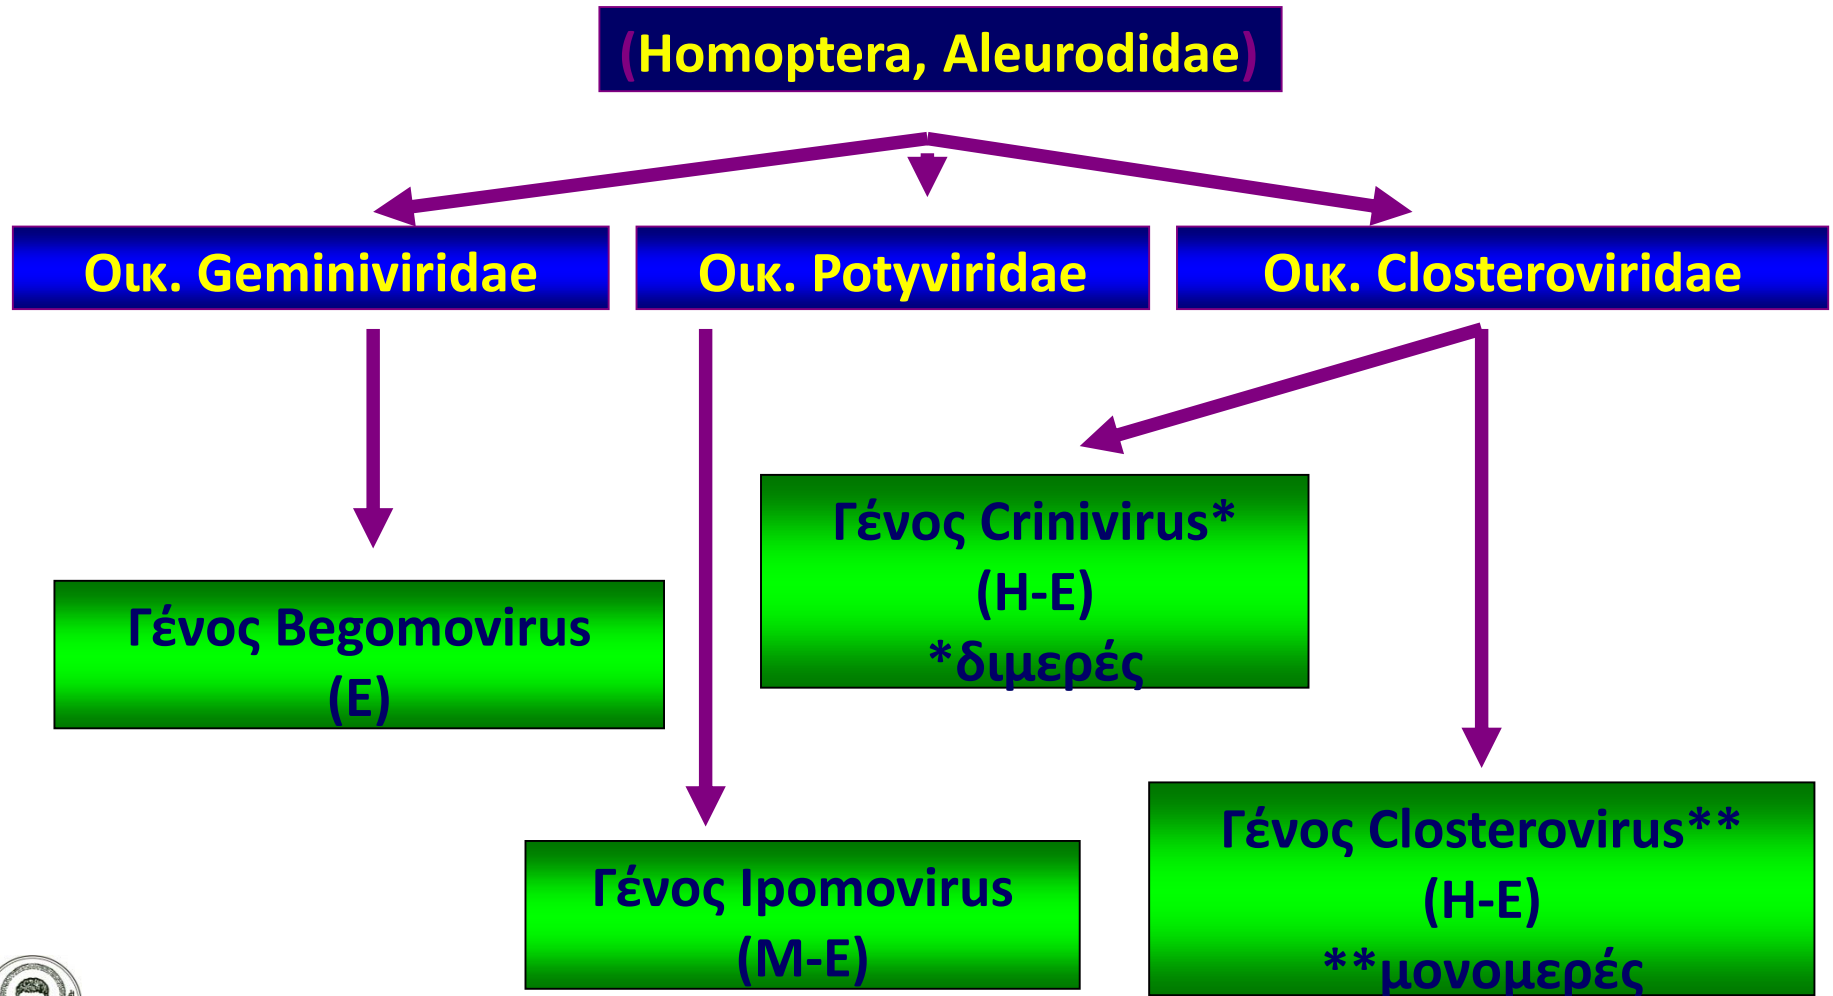 (Homoptera, Aleurodidae)
Οικ. Geminiviridae
Οικ. Potyviridae
Οικ. Closteroviridae
Γένος Crinivirus*
(Η-Ε)
*διμερές
Γένος Begomovirus
(Ε)
Γένος Closterovirus**
(Η-Ε)
**μονομερές
Γένος Ipomovirus
(Μ-Ε)